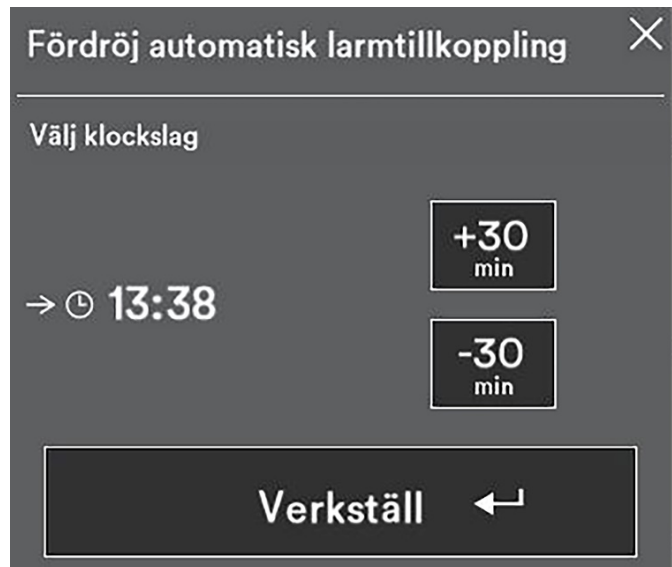 Fördröj automatisk larmtillkoppling
Välj klockslag
13:38
+30
min
-30
min
Verkställ